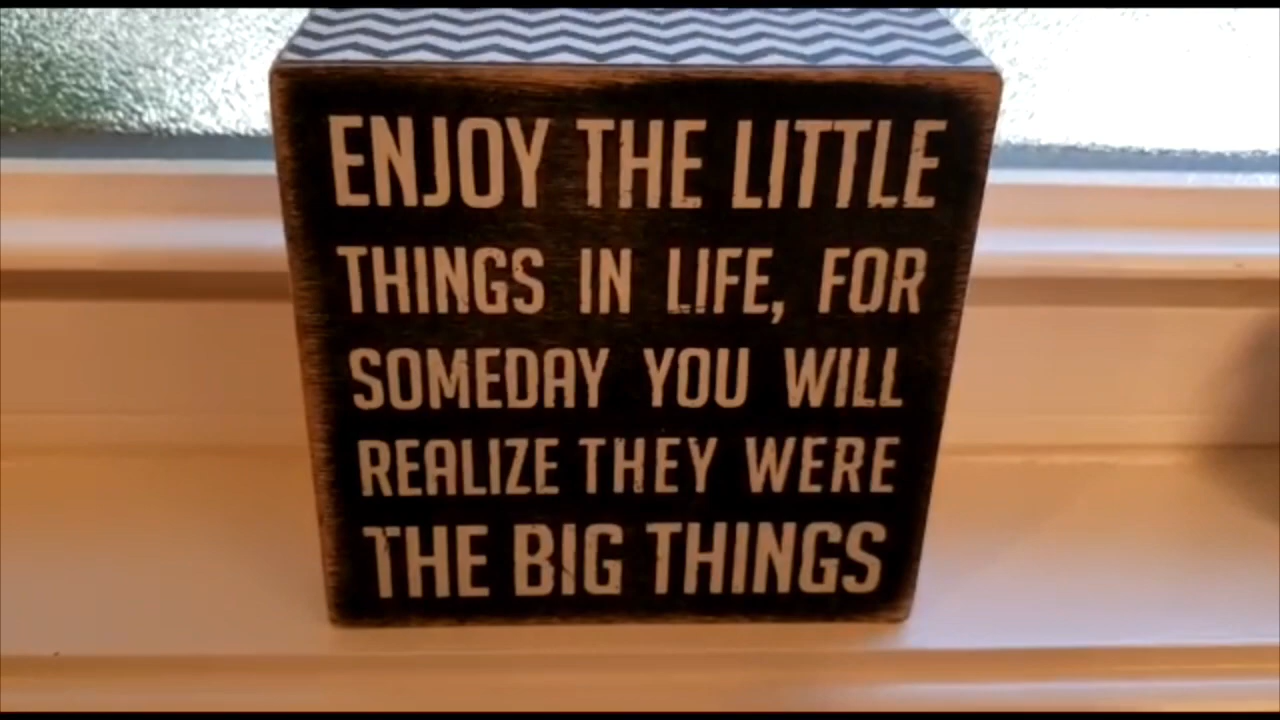 ENJOY THE LITTLE
THINGS IN LIFE, FOR
SOMEDAY YOU WILL
REALIZE THEY WERE
THE BIG THINGS